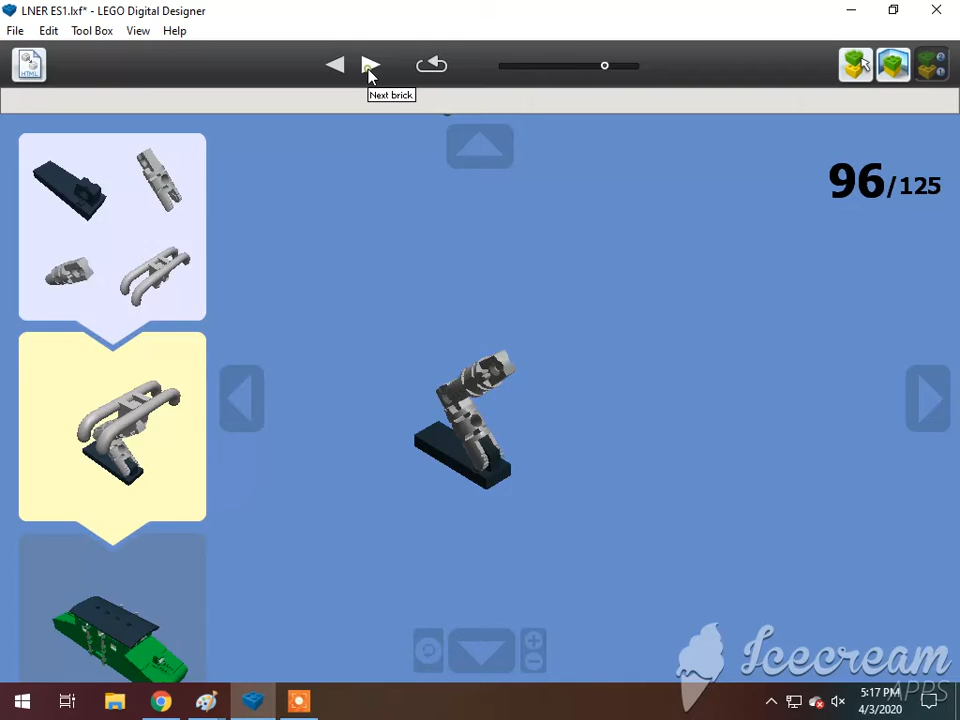 LNER ES1.lxf* - LEGO Digital Designer
File Edit Tool Box View Help
HTML
Next brick
96/125
Icecream
APPS
5:17 PM
4/3/2020